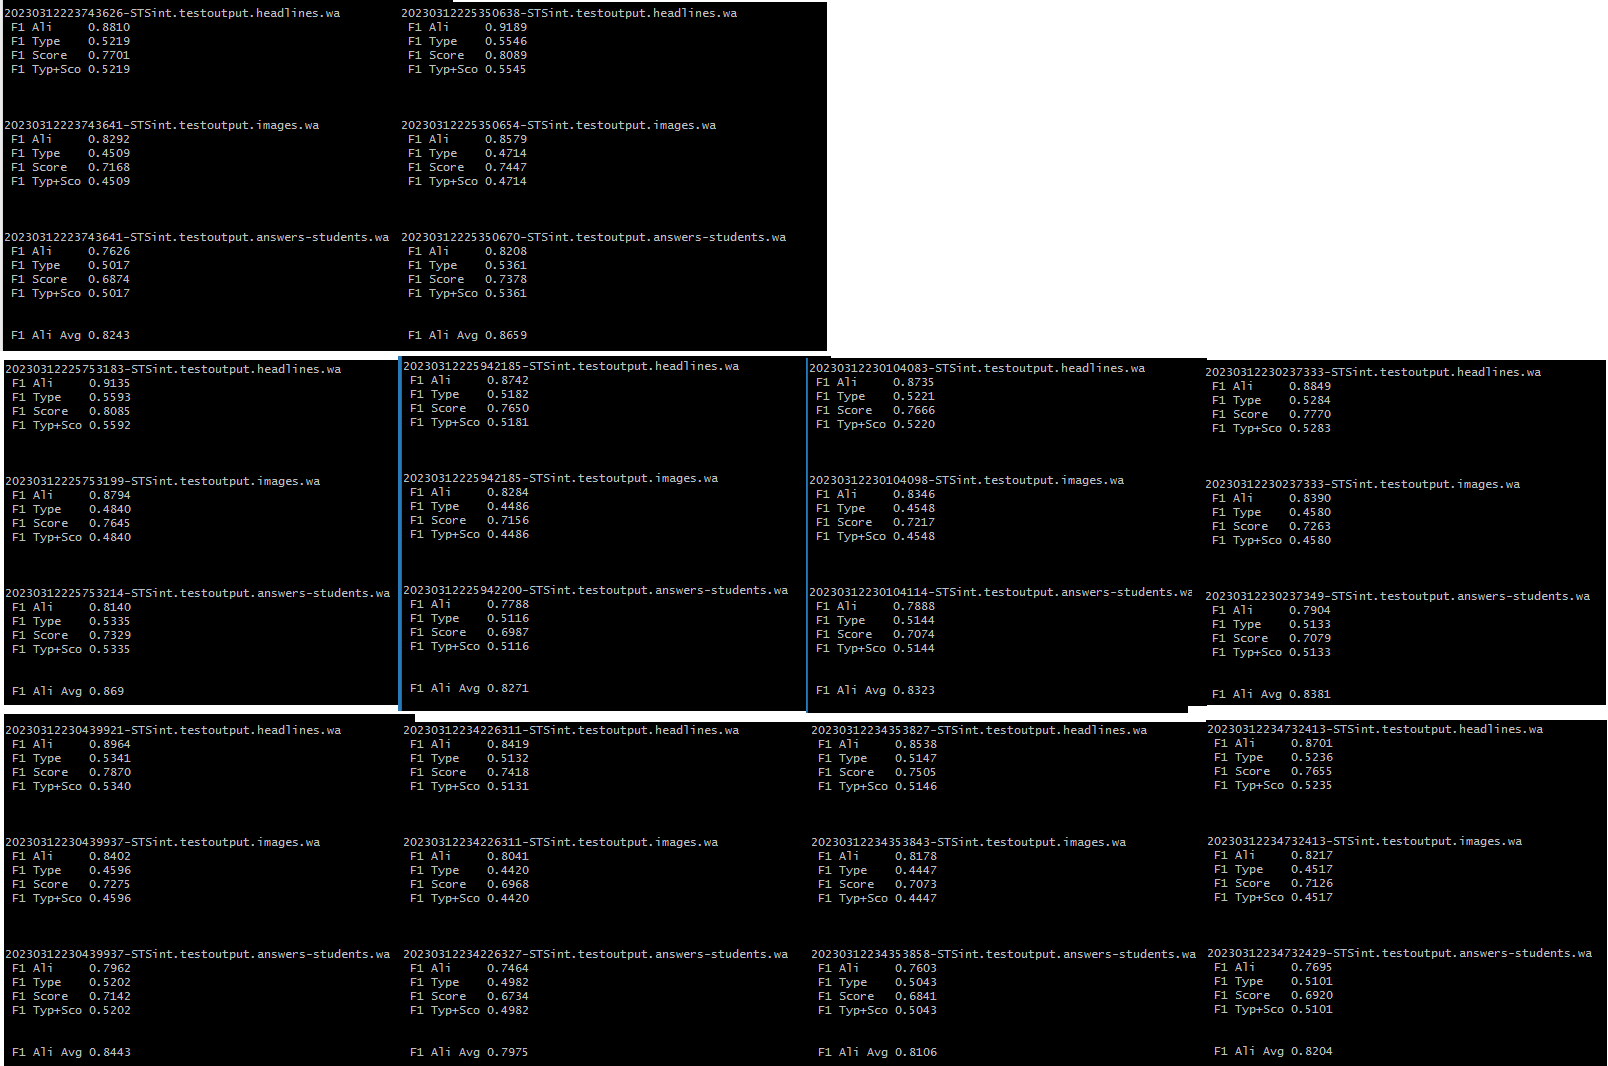 20230312223743626-STSint.testoutput.headlines.wa
F1 Ali     0.8810
F1 Type    0.5219
F1 Score   0.7701
F1 Typ+Sco 0.5219
20230312223743641-STSint.testoutput.images.wa
F1 Ali     0.8292
F1 Type    0.4509
F1 Score   0.7168
F1 Typ+Sco 0.4509
20230312223743641-STSint.testoutput.answers-students.wa
F1 Ali     0.7626
F1 Type    0.5017
F1 Score   0.6874
F1 Typ+Sco 0.5017
F1 Ali Avg 0.8243
20230312225350638-STSint.testoutput.headlines.wa
F1 Ali     0.9189
F1 Type    0.5546
F1 Score   0.8089
F1 Typ+Sco 0.5545
20230312225350654-STSint.testoutput.images.wa
F1 Ali     0.8579
F1 Type    0.4714
F1 Score   0.7447
F1 Typ+Sco 0.4714
20230312225350670-STSint.testoutput.answers-students.wa
F1 Ali     0.8208
F1 Type    0.5361
F1 Score   0.7378
F1 Typ+Sco 0.5361
F1 Ali Avg 0.8659
20230312225753183-STSint.testoutput.headlines.wa
F1 Ali     0.9135
F1 Type    0.5593
F1 Score   0.8085
F1 Typ+Sco 0.5592
20230312225753199-STSint.testoutput.images.wa
F1 Ali     0.8794
F1 Type    0.4840
F1 Score   0.7645
F1 Typ+Sco 0.4840
20230312225753214-STSint.testoutput.answers-students.wa
F1 Ali     0.8140
F1 Type    0.5335
F1 Score   0.7329
F1 Typ+Sco 0.5335
F1 Ali Avg 0.869
20230312225942185-STSint.testoutput.headlines.wa
F1 Ali     0.8742
F1 Type    0.5182
F1 Score   0.7650
F1 Typ+Sco 0.5181
20230312225942185-STSint.testoutput.images.wa
F1 Ali     0.8284
F1 Type    0.4486
F1 Score   0.7156
F1 Typ+Sco 0.4486
20230312225942200-STSint.testoutput.answers-students.wa
F1 Ali     0.7788
F1 Type    0.5116
F1 Score   0.6987
F1 Typ+Sco 0.5116
F1 Ali Avg 0.8271
20230312230104083-STSint.testoutput.headlines.wa
F1 Ali     0.8735
F1 Type    0.5221
F1 Score   0.7666
F1 Typ+Sco 0.5220
20230312230104098-STSint.testoutput.images.wa
F1 Ali     0.8346
F1 Type    0.4548
F1 Score   0.7217
F1 Typ+Sco 0.4548
20230312230104114-STSint.testoutput.answers-students.wa
F1 Ali     0.7888
F1 Type    0.5144
F1 Score   0.7074
F1 Typ+Sco 0.5144
F1 Ali Avg 0.8323
20230312230237333-STSint.testoutput.headlines.wa
F1 Ali     0.8849
F1 Type    0.5284
F1 Score   0.7770
F1 Typ+Sco 0.5283
20230312230237333-STSint.testoutput.images.wa
F1 Ali     0.8390
F1 Type    0.4580
F1 Score   0.7263
F1 Typ+Sco 0.4580
20230312230237349-STSint.testoutput.answers-students.wa
F1 Ali     0.7904
F1 Type    0.5133
F1 Score   0.7079
F1 Typ+Sco 0.5133
F1 Ali Avg 0.8381
20230312230439921-STSint.testoutput.headlines.wa
F1 Ali     0.8964
F1 Type    0.5341
F1 Score   0.7870
F1 Typ+Sco 0.5340
20230312230439937-STSint.testoutput.images.wa
F1 Ali     0.8402
F1 Type    0.4596
F1 Score   0.7275
F1 Typ+Sco 0.4596
20230312230439937-STSint.testoutput.answers-students.wa
F1 Ali     0.7962
F1 Type    0.5202
F1 Score   0.7142
F1 Typ+Sco 0.5202
F1 Ali Avg 0.8443
20230312234226311-STSint.testoutput.headlines.wa
F1 Ali     0.8419
F1 Type    0.5132
F1 Score   0.7418
F1 Typ+Sco 0.5131
20230312234226311-STSint.testoutput.images.wa
F1 Ali     0.8041
F1 Type    0.4420
F1 Score   0.6968
F1 Typ+Sco 0.4420
20230312234226327-STSint.testoutput.answers-students.wa
F1 Ali     0.7464
F1 Type    0.4982
F1 Score   0.6734
F1 Typ+Sco 0.4982
F1 Ali Avg 0.7975
20230312234353827-STSint.testoutput.headlines.wa
F1 Ali     0.8538
F1 Type    0.5147
F1 Score   0.7505
F1 Typ+Sco 0.5146
20230312234353843-STSint.testoutput.images.wa
F1 Ali     0.8178
F1 Type    0.4447
F1 Score   0.7073
F1 Typ+Sco 0.4447
20230312234353858-STSint.testoutput.answers-students.wa
F1 Ali     0.7603
F1 Type    0.5043
F1 Score   0.6841
F1 Typ+Sco 0.5043
F1 Ali Avg 0.8106
20230312234732413-STSint.testoutput.headlines.wa
F1 Ali     0.8701
F1 Type    0.5236
F1 Score   0.7655
F1 Typ+Sco 0.5235
20230312234732413-STSint.testoutput.images.wa
F1 Ali     0.8217
F1 Type    0.4517
F1 Score   0.7126
F1 Typ+Sco 0.4517
20230312234732429-STSint.testoutput.answers-students.wa
F1 Ali     0.7695
F1 Type    0.5101
F1 Score   0.6920
F1 Typ+Sco 0.5101
F1 Ali Avg 0.8204